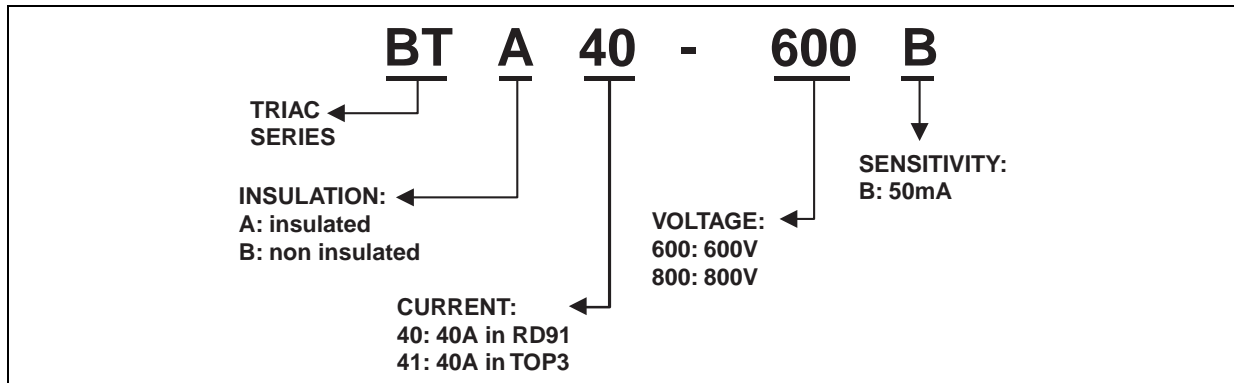 BT A 40 - 600 B
TRIAC
SERIES
INSULATION:
A: insulated
B: non insulated
CURRENT:
40: 40A in RD91
41: 40A in TOP3
VOLTAGE:
600: 600V
800: 800V
SENSITIVITY:
B: 50mA